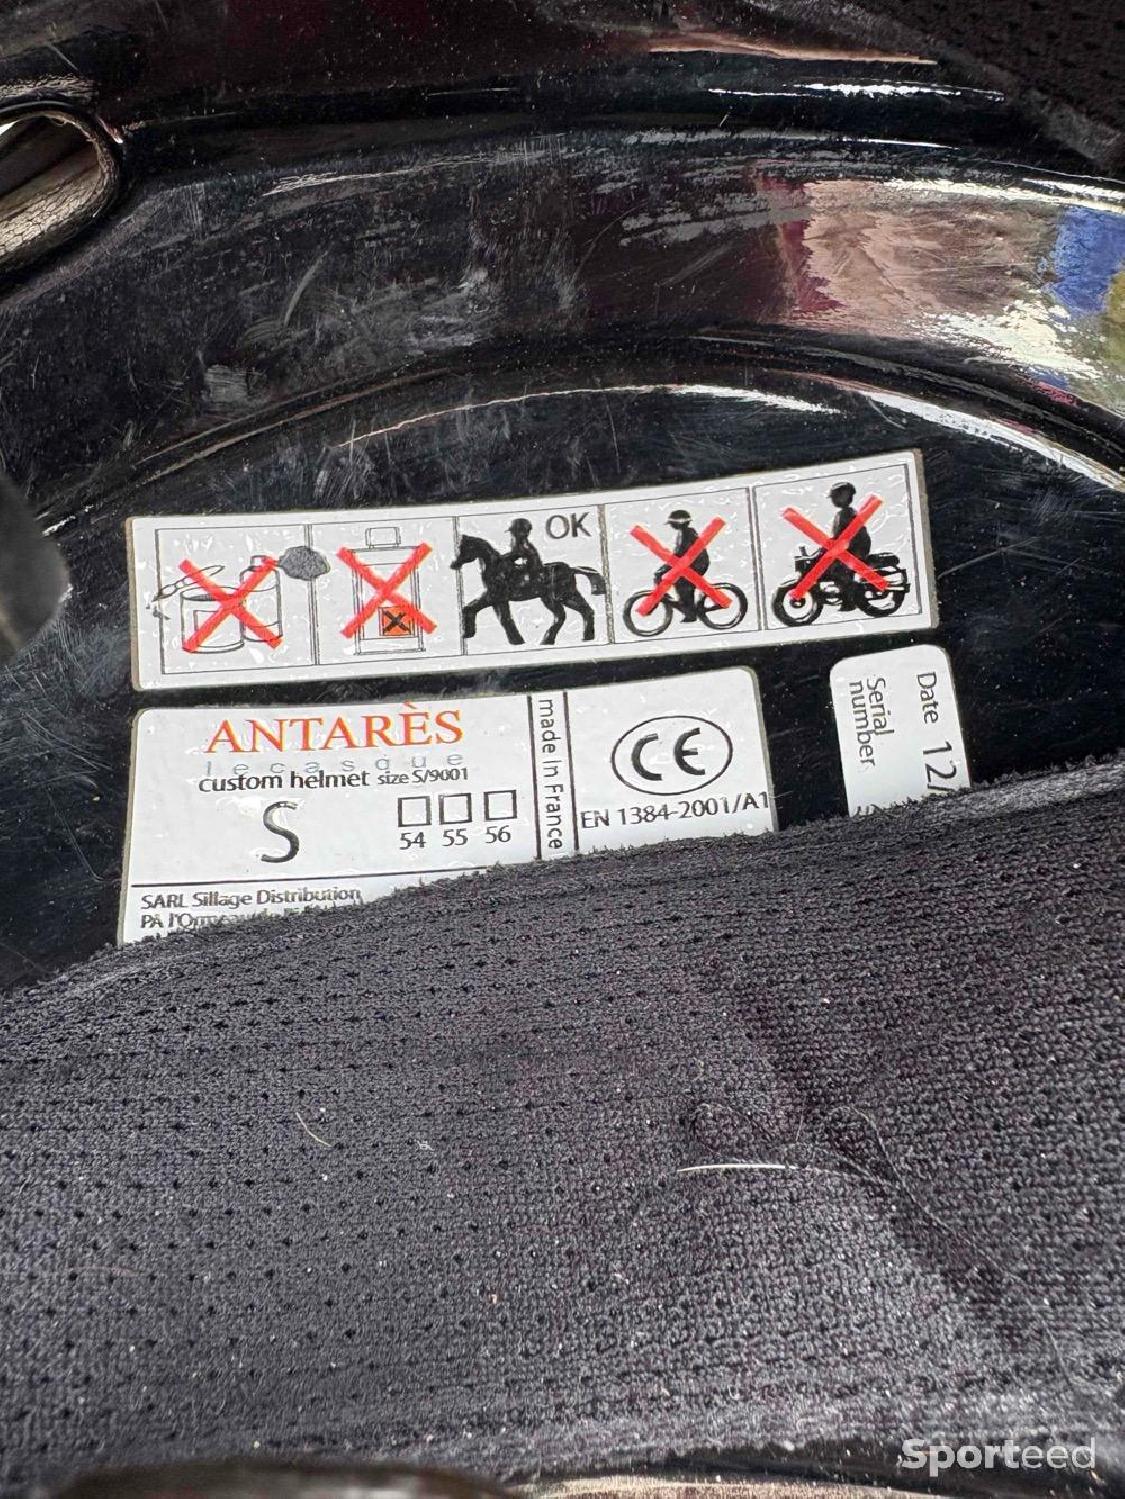 OK
ANTARÈS
lecasque
custom helmet size S/9001
S
54 55 56
SARL Sillage Distribution
made in France
CE
EN 1384-2001/A1
Date 12/
Serial
number
Sporteed